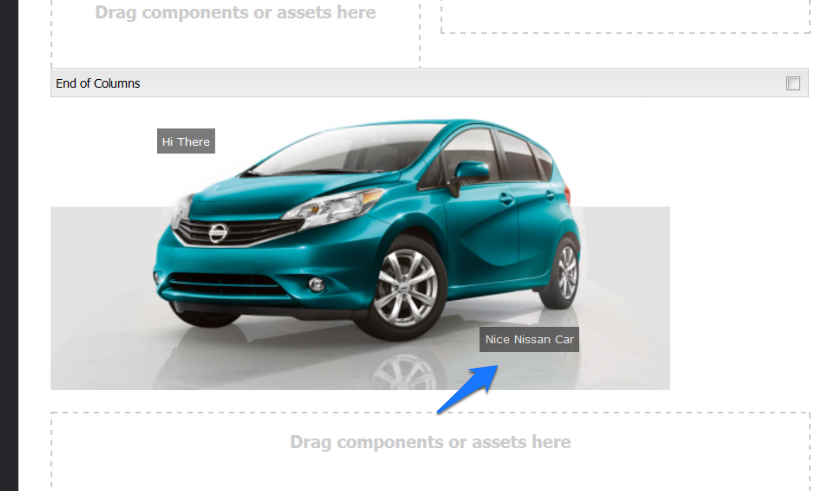 Drag components or assets here
End of Columns
Hi There
Nice Nissan Car
Drag components or assets here